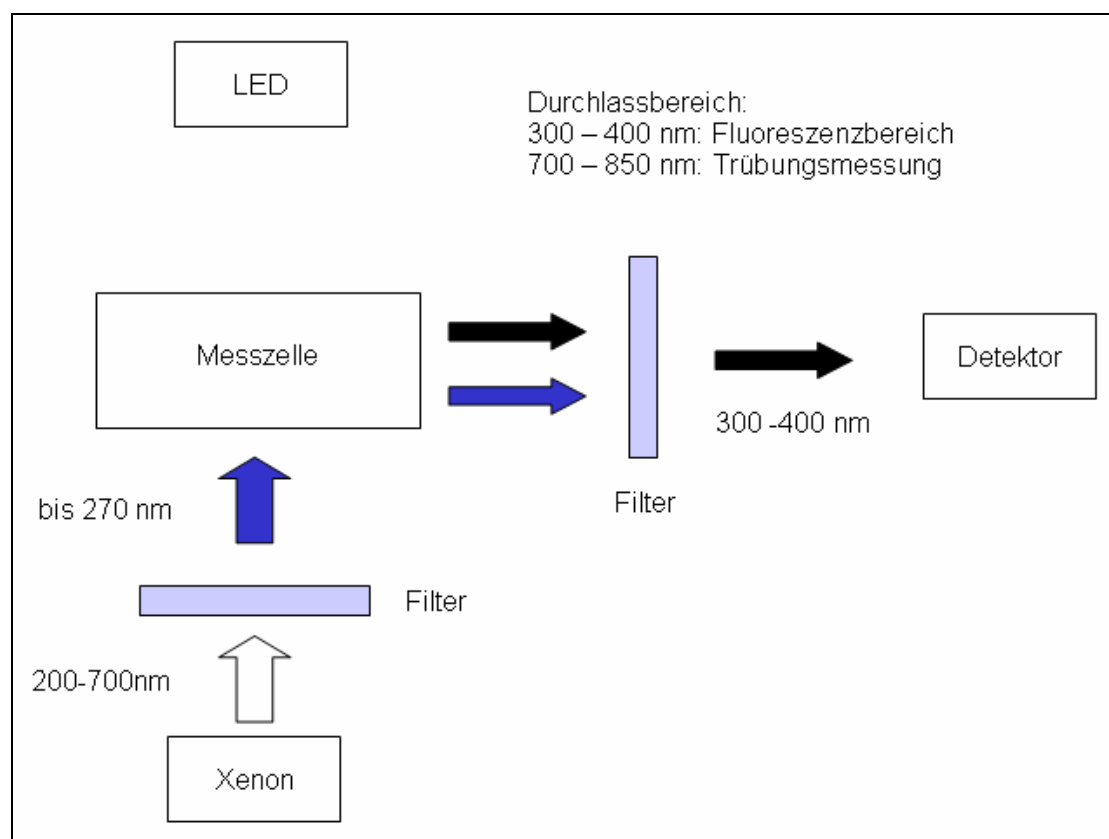 LED
Durchlassbereich:
300 – 400 nm: Fluoreszenzbereich
700 – 850 nm: Trübungsmessung
Messzelle
Detektor
300 -400 nm
Filter
bis 270 nm
Filter
200-700nm
Xenon